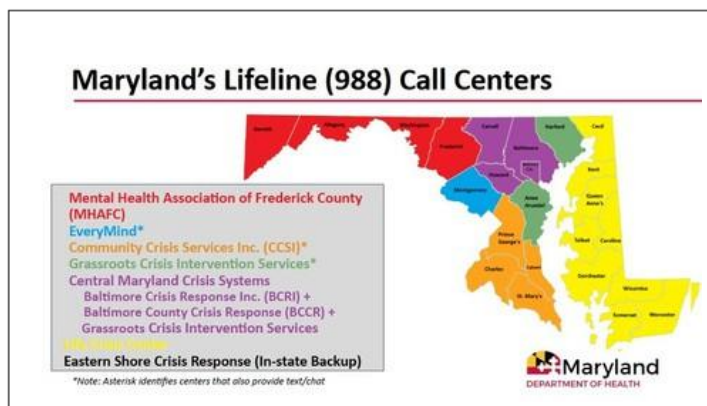 Maryland's Lifeline (988) Call Centers
Garrett
Allegany
Washington
Frederick
Carroll
Baltimore
Harford
Cecil
Kent
Howard
Queen
Anne's
Montgomery
Anne
Arundel
Talbot
Caroline
Prince
George's
Charles
Calvert
St. Mary's
Dorchester
Wicomico
Somerset
Worcester
Mental Health Association of Frederick County
(MHAFC)
EveryMind*
Community Crisis Services Inc. (CCSI)*
Grassroots Crisis Intervention Services*
Central Maryland Crisis Systems
Baltimore Crisis Response Inc. (BCRI) +
Baltimore County Crisis Response (BCCR) +
Grassroots Crisis Intervention Services
Life Crisis Center
Eastern Shore Crisis Response (In-state Backup)
*Note: Asterisk identifies centers that also provide text/chat
Maryland
DEPARTMENT OF HEALTH